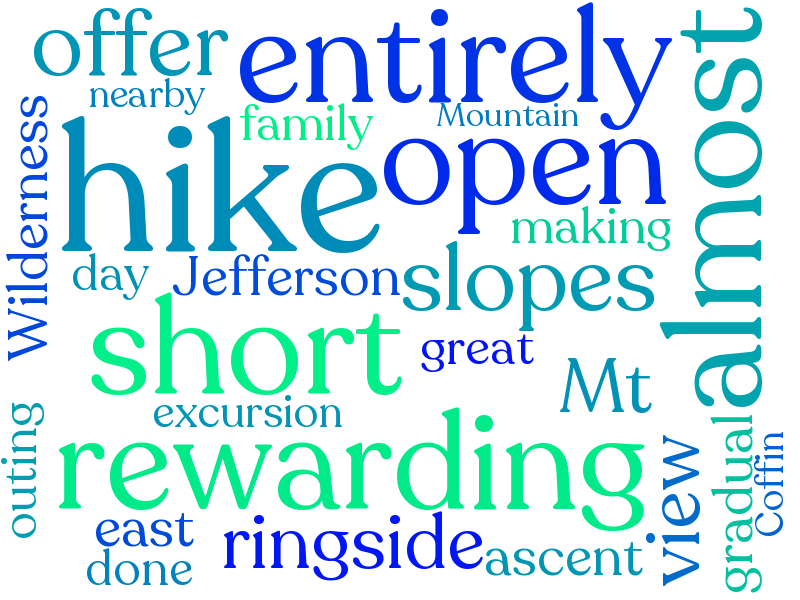 offer
entirely
almost
nearby
Mountain
family
Wilderness
hike
open
making
day
Jefferson
slopes
short
great
Mt
excursion
outing
rewarding
view
gradual
Coffin
east
ringside
ascent
done